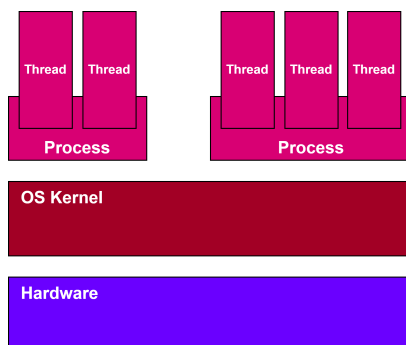 Thread Thread Thread Thread Thread
Process Process
OS Kernel
Hardware